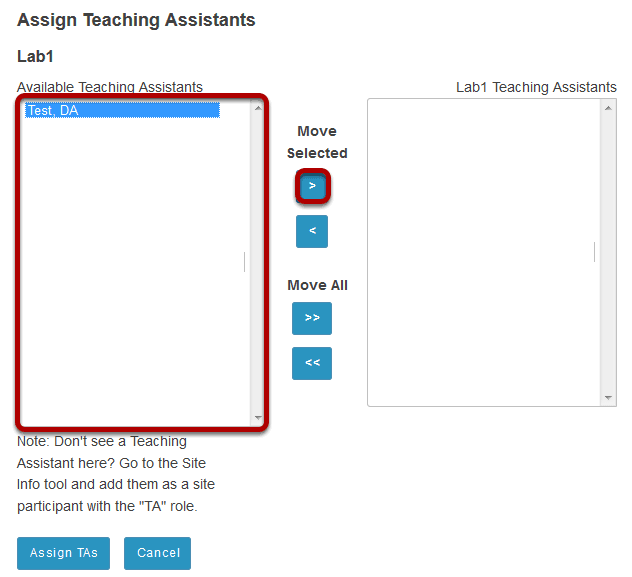 Assign Teaching Assistants
Lab1
Available Teaching Assistants
Lab1 Teaching Assistants
Test, DA
Move
Selected
>
<
Move All
>>
<<
Note: Don't see a Teaching
Assistant here? Go to the Site
Info tool and add them as a site
participant with the "TA" role.
Assign TAs
Cancel